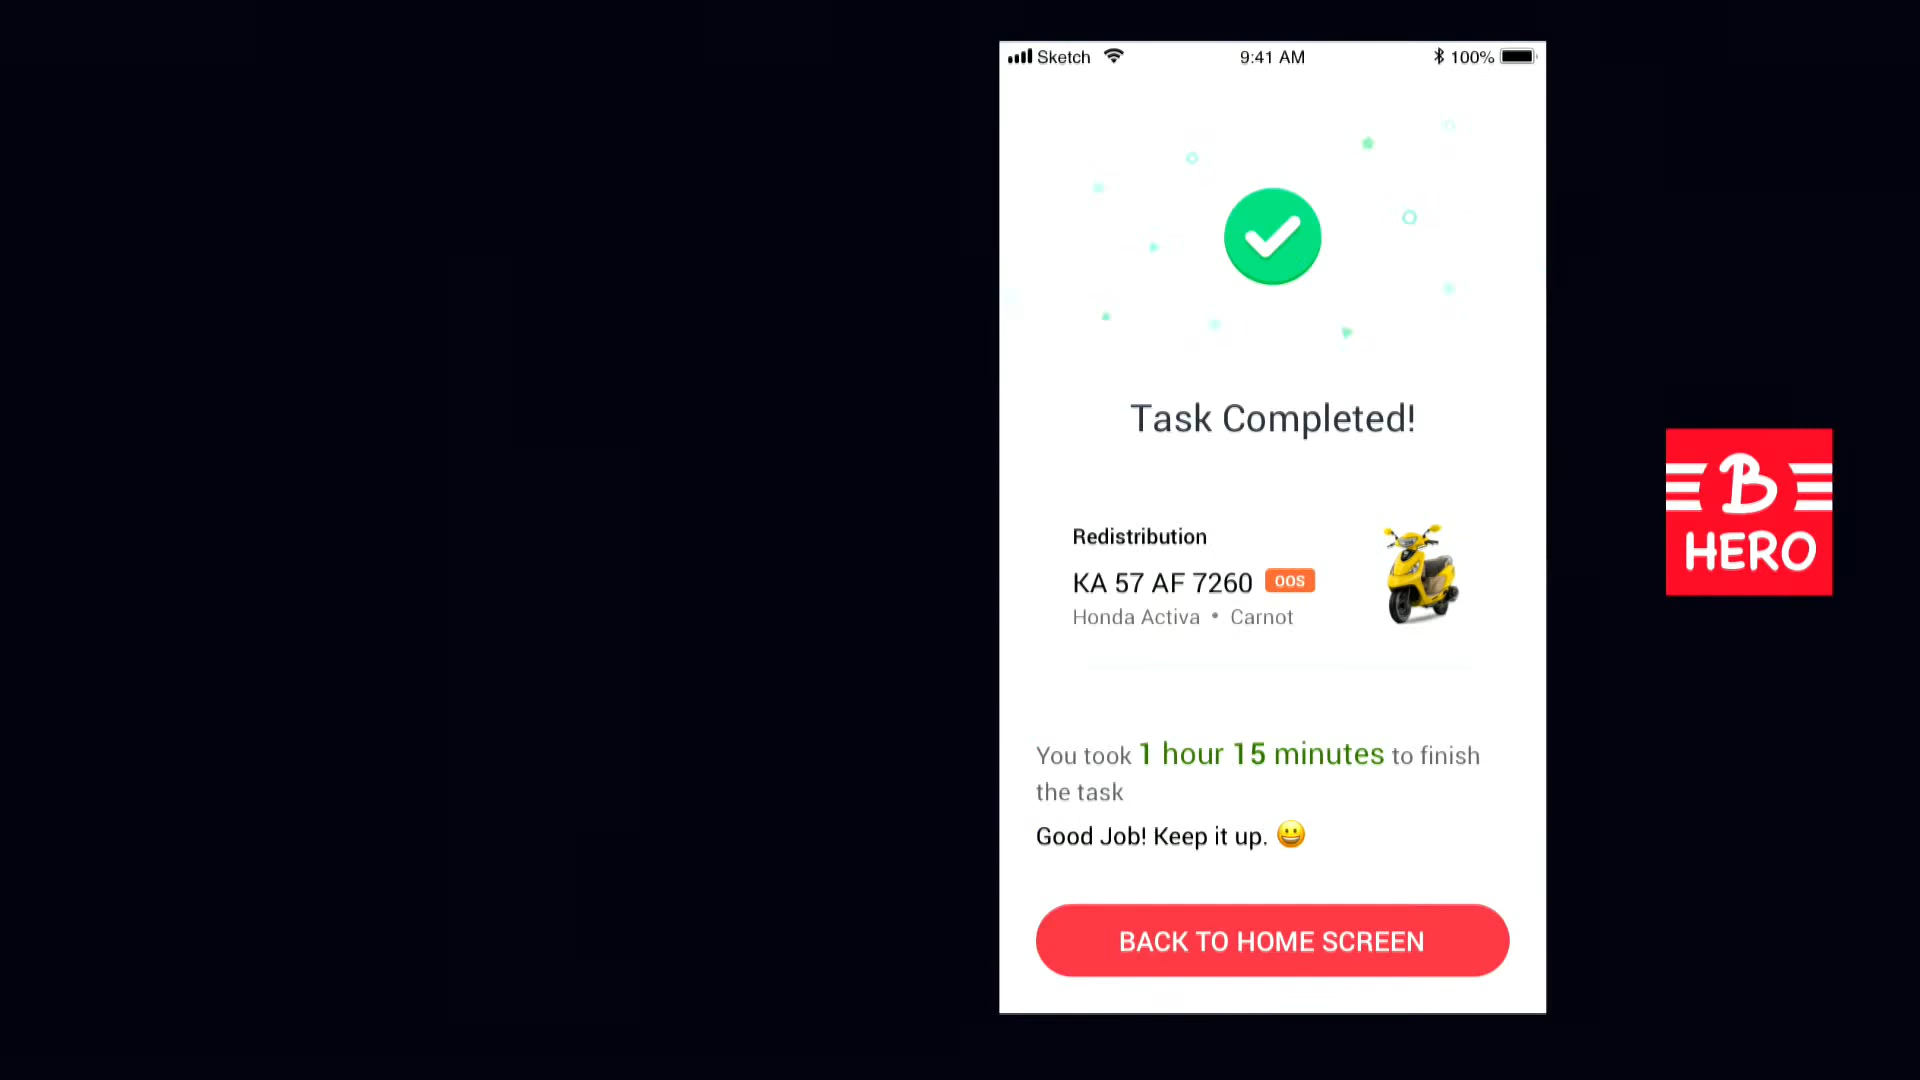 Sketch 9:41 AM 100%
Task Completed!
Redistribution
KA 57 AF 7260 OOS
Honda Activa • Carnot
You took 1 hour 15 minutes to finish
the task
Good Job! Keep it up. 😀
BACK TO HOME SCREEN
B
HERO